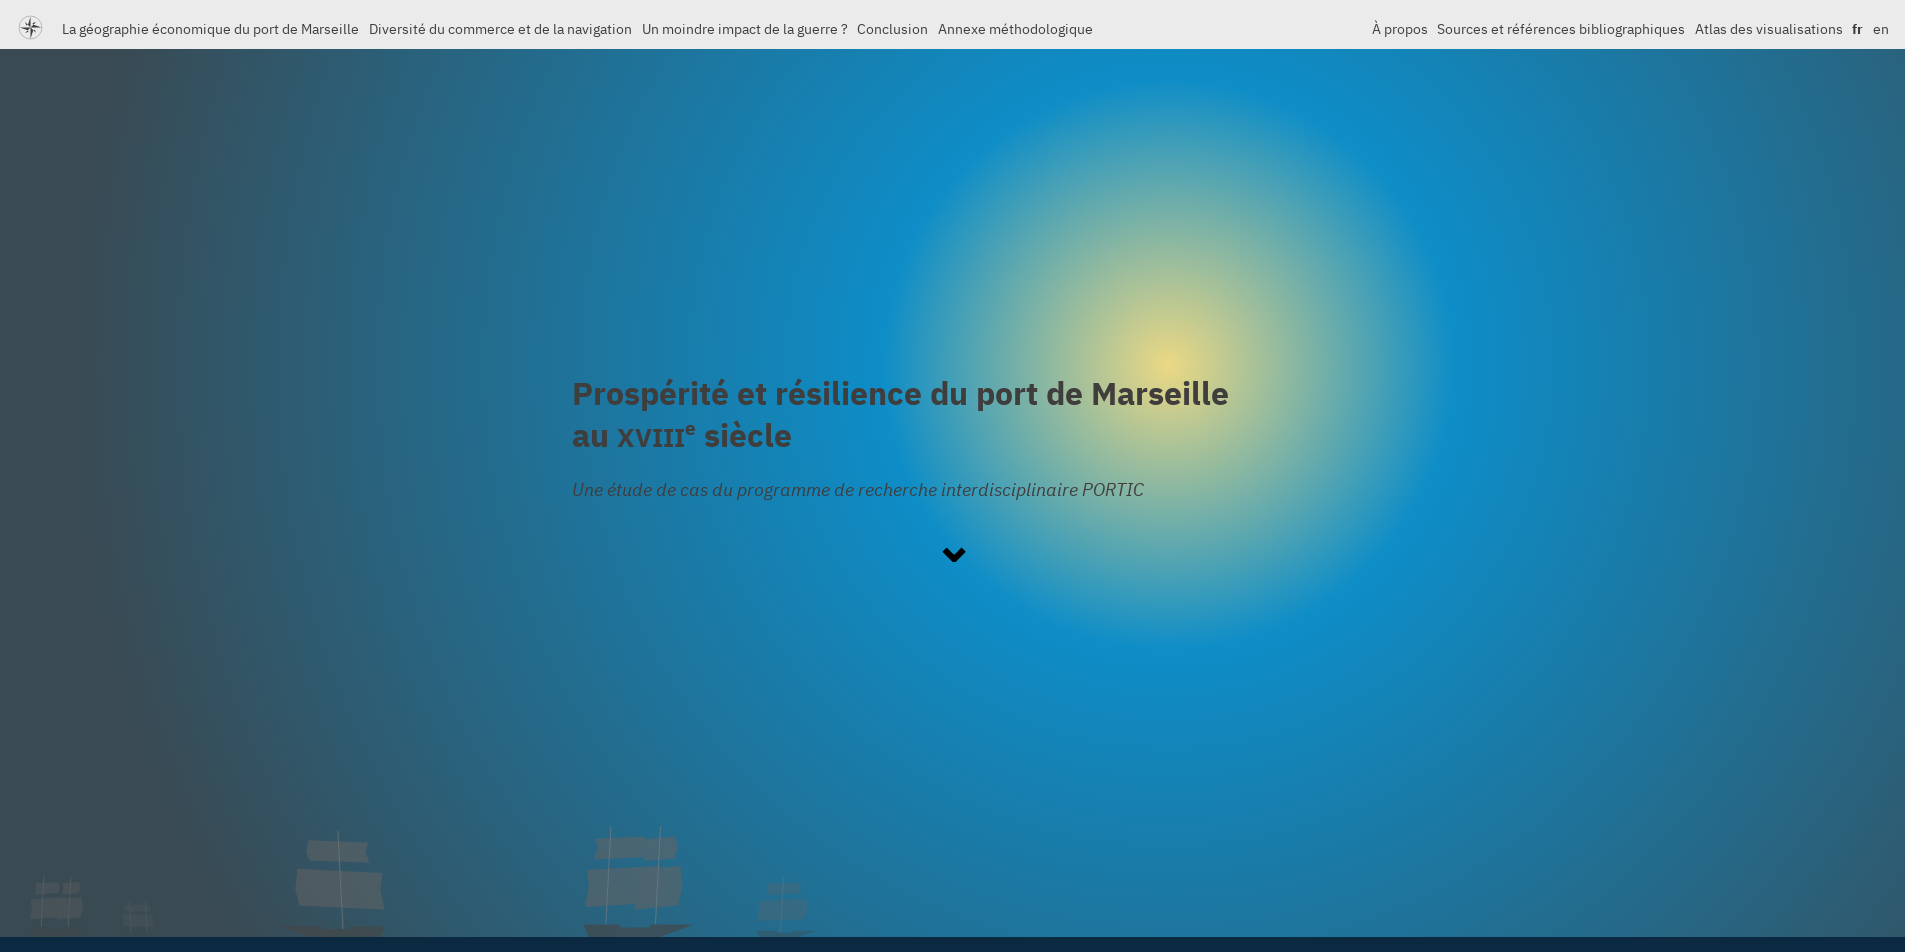 La géographie économique du port de Marseille Diversité du commerce et de la navigation Un moindre impact de la guerre ? Conclusion Annexe méthodologique À propos Sources et références bibliographiques Atlas des visualisations fr en
Prospérité et résilience du port de Marseille
au XVIIIe siècle
Une étude de cas du programme de recherche interdisciplinaire PORTIC